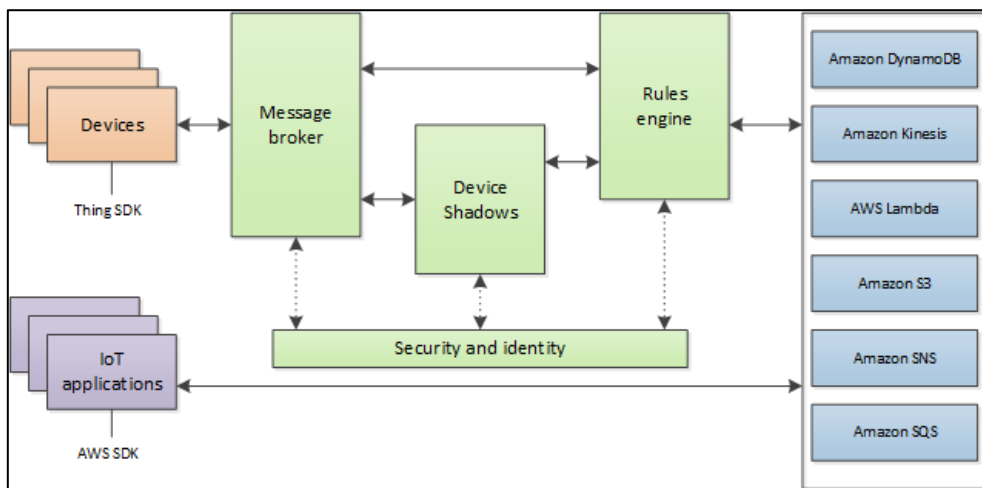 Devices
Thing SDK
Message
broker
Device
Shadows
Rules
engine
Security and identity
IoT
applications
AWS SDK
Amazon DynamoDB
Amazon Kinesis
AWS Lambda
Amazon S3
Amazon SNS
Amazon SQS